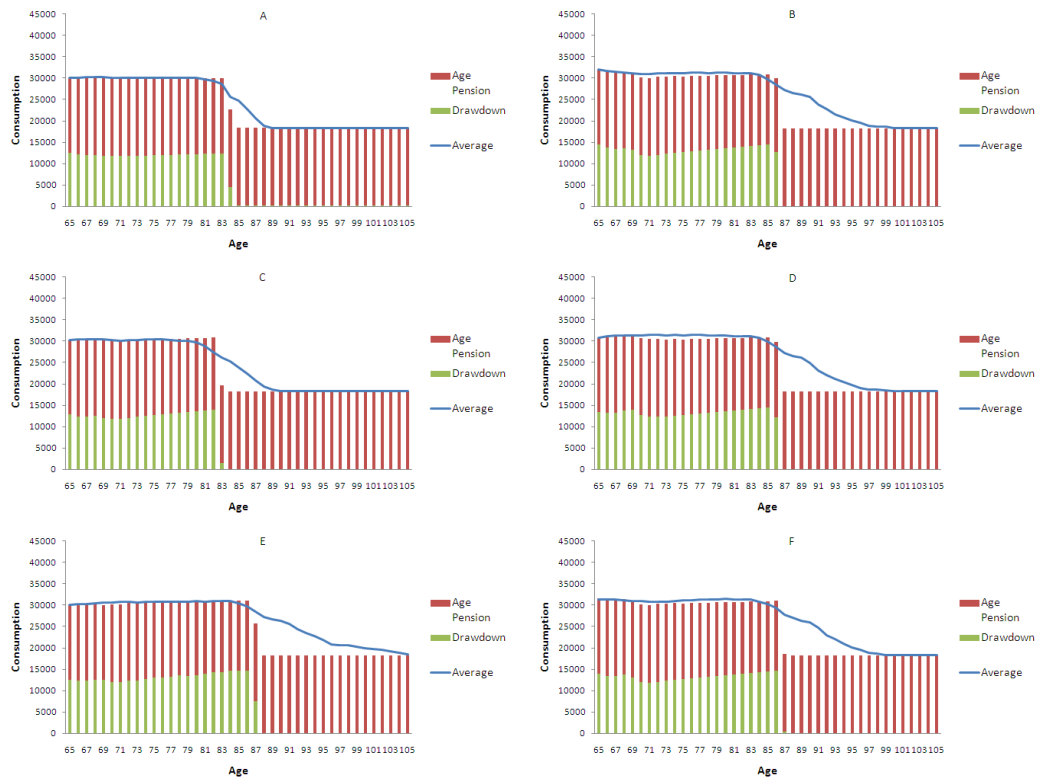 A
45000
40000
35000
30000
25000
20000
15000
10000
5000
0
Consumption
65 67 69 71 73 75 77 79 81 83 85 87 89 91 93 95 97 99 101 103 105
Age
Age
Pension
Drawdown
Average
B
45000
40000
35000
30000
25000
20000
15000
10000
5000
0
Consumption
65 67 69 71 73 75 77 79 81 83 85 87 89 91 93 95 97 99 101 103 105
Age
Age
Pension
Drawdown
Average
C
45000
40000
35000
30000
25000
20000
15000
10000
5000
0
Consumption
65 67 69 71 73 75 77 79 81 83 85 87 89 91 93 95 97 99 101 103 105
Age
Age
Pension
Drawdown
Average
D
45000
40000
35000
30000
25000
20000
15000
10000
5000
0
Consumption
65 67 69 71 73 75 77 79 81 83 85 87 89 91 93 95 97 99 101 103 105
Age
Age
Pension
Drawdown
Average
E
45000
40000
35000
30000
25000
20000
15000
10000
5000
0
Consumption
65 67 69 71 73 75 77 79 81 83 85 87 89 91 93 95 97 99 101 103 105
Age
Age
Pension
Drawdown
Average
F
45000
40000
35000
30000
25000
20000
15000
10000
5000
0
Consumption
65 67 69 71 73 75 77 79 81 83 85 87 89 91 93 95 97 99 101 103 105
Age
Age
Pension
Drawdown
Average